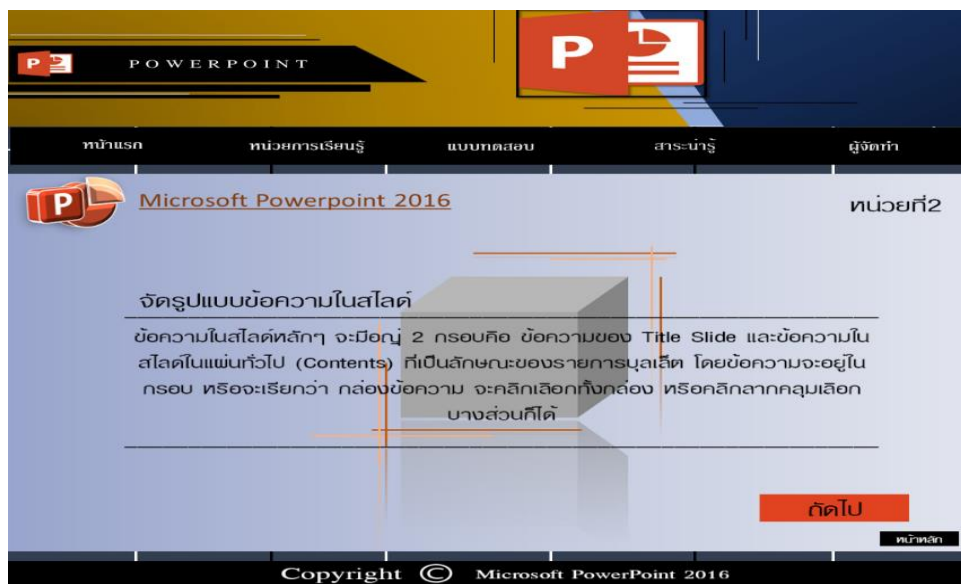 P POWERPOINT
P
หน้าแรก หน่วยการเรียนรู้ แบบทดสอบ สาระน่ารู้ ผู้จัดทำ
P Microsoft Powerpoint 2016 หน่วยที่2
จัดรูปแบบข้อความในสไลด์
ข้อความในสไลด์หลักๆ จะมีอญู่ 2 กรอบคือ ข้อความของ Title Slide และข้อความใน
สไลด์ในแผ่นทั่วไป (Contents) ที่เป็นลักษณะของรายการบุลเล็ต โดยข้อความจะอยู่ใน
กรอบ หรือจะเรียกว่า กล่องข้อความ จะคลิกเลือกทั้งกล่อง หรือคลิกลากคลุมเลือก
บางส่วนก็ได้
ถัดไป
หน้าหลัก
Copyright © Microsoft PowerPoint 2016